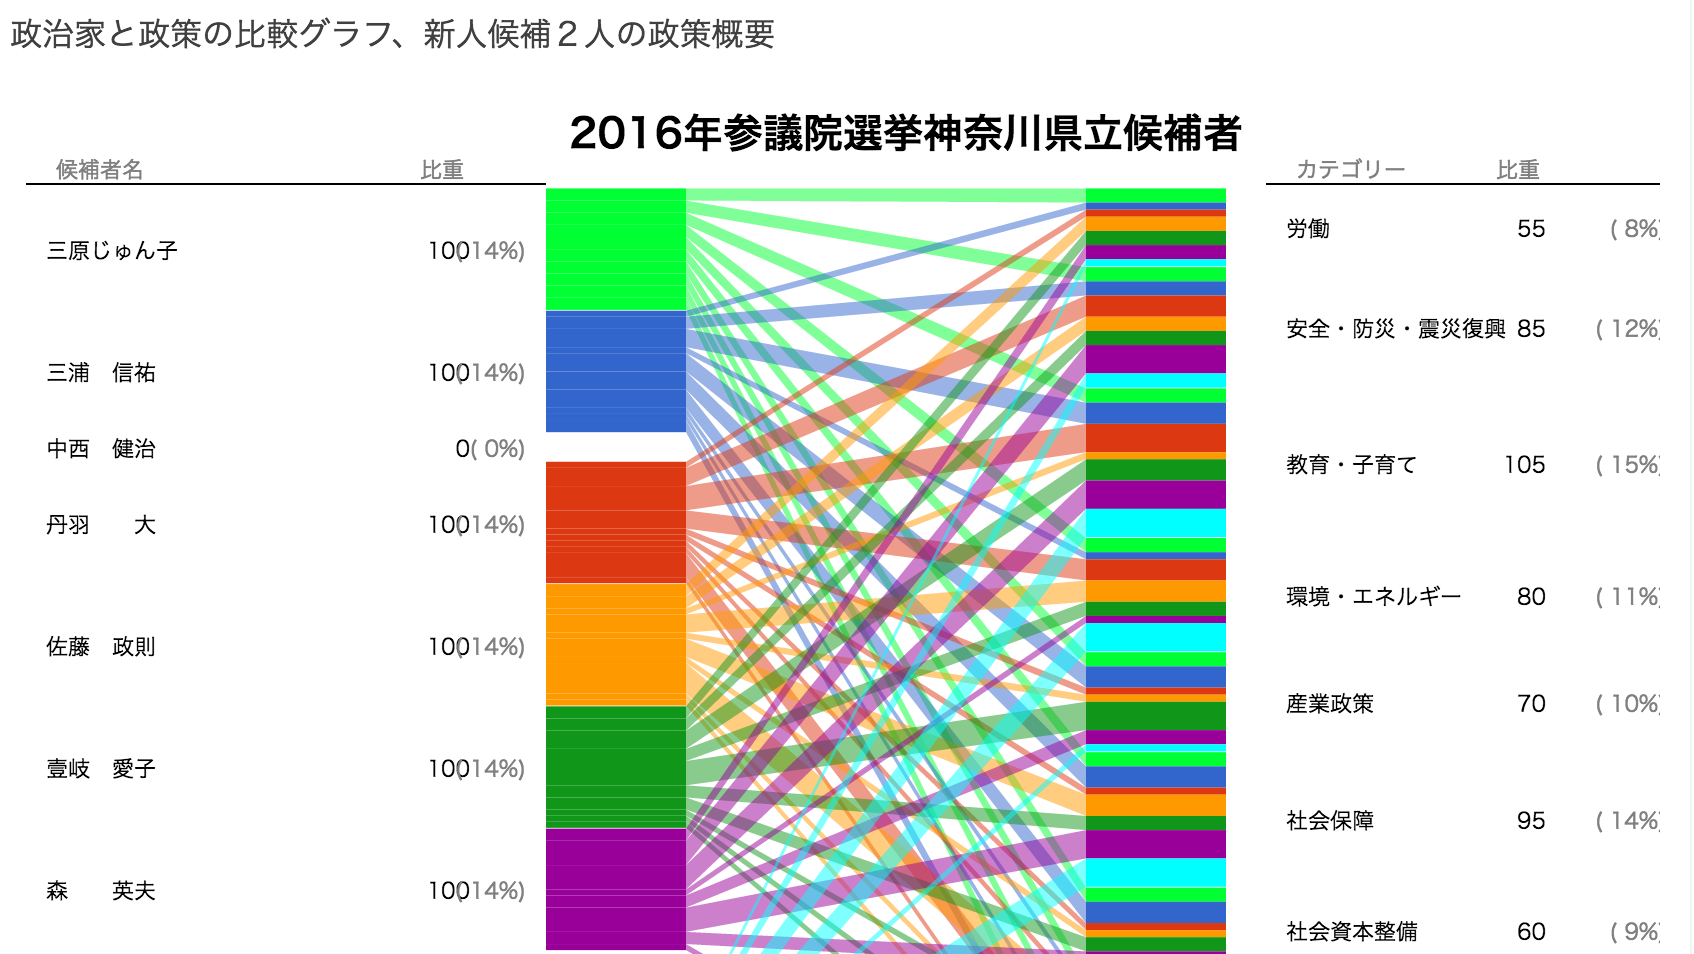 政治家と政策の比較グラフ、新人候補２人の政策概要
2016年参議院選挙神奈川県立候補者
候補者名 比重
三原じゅん子 100 (14%)
三浦　信祐 100 (14%)
中西　健治 0 ( 0%)
丹羽　　大 100 (14%)
佐藤　政則 100 (14%)
壹岐　愛子 100 (14%)
森　　英夫 100 (14%)
カテゴリー 比重
労働 55 ( 8%)
安全・防災・震災復興 85 ( 12%)
教育・子育て 105 ( 15%)
環境・エネルギー 80 ( 11%)
産業政策 70 ( 10%)
社会保障 95 ( 14%)
社会資本整備 60 ( 9%)